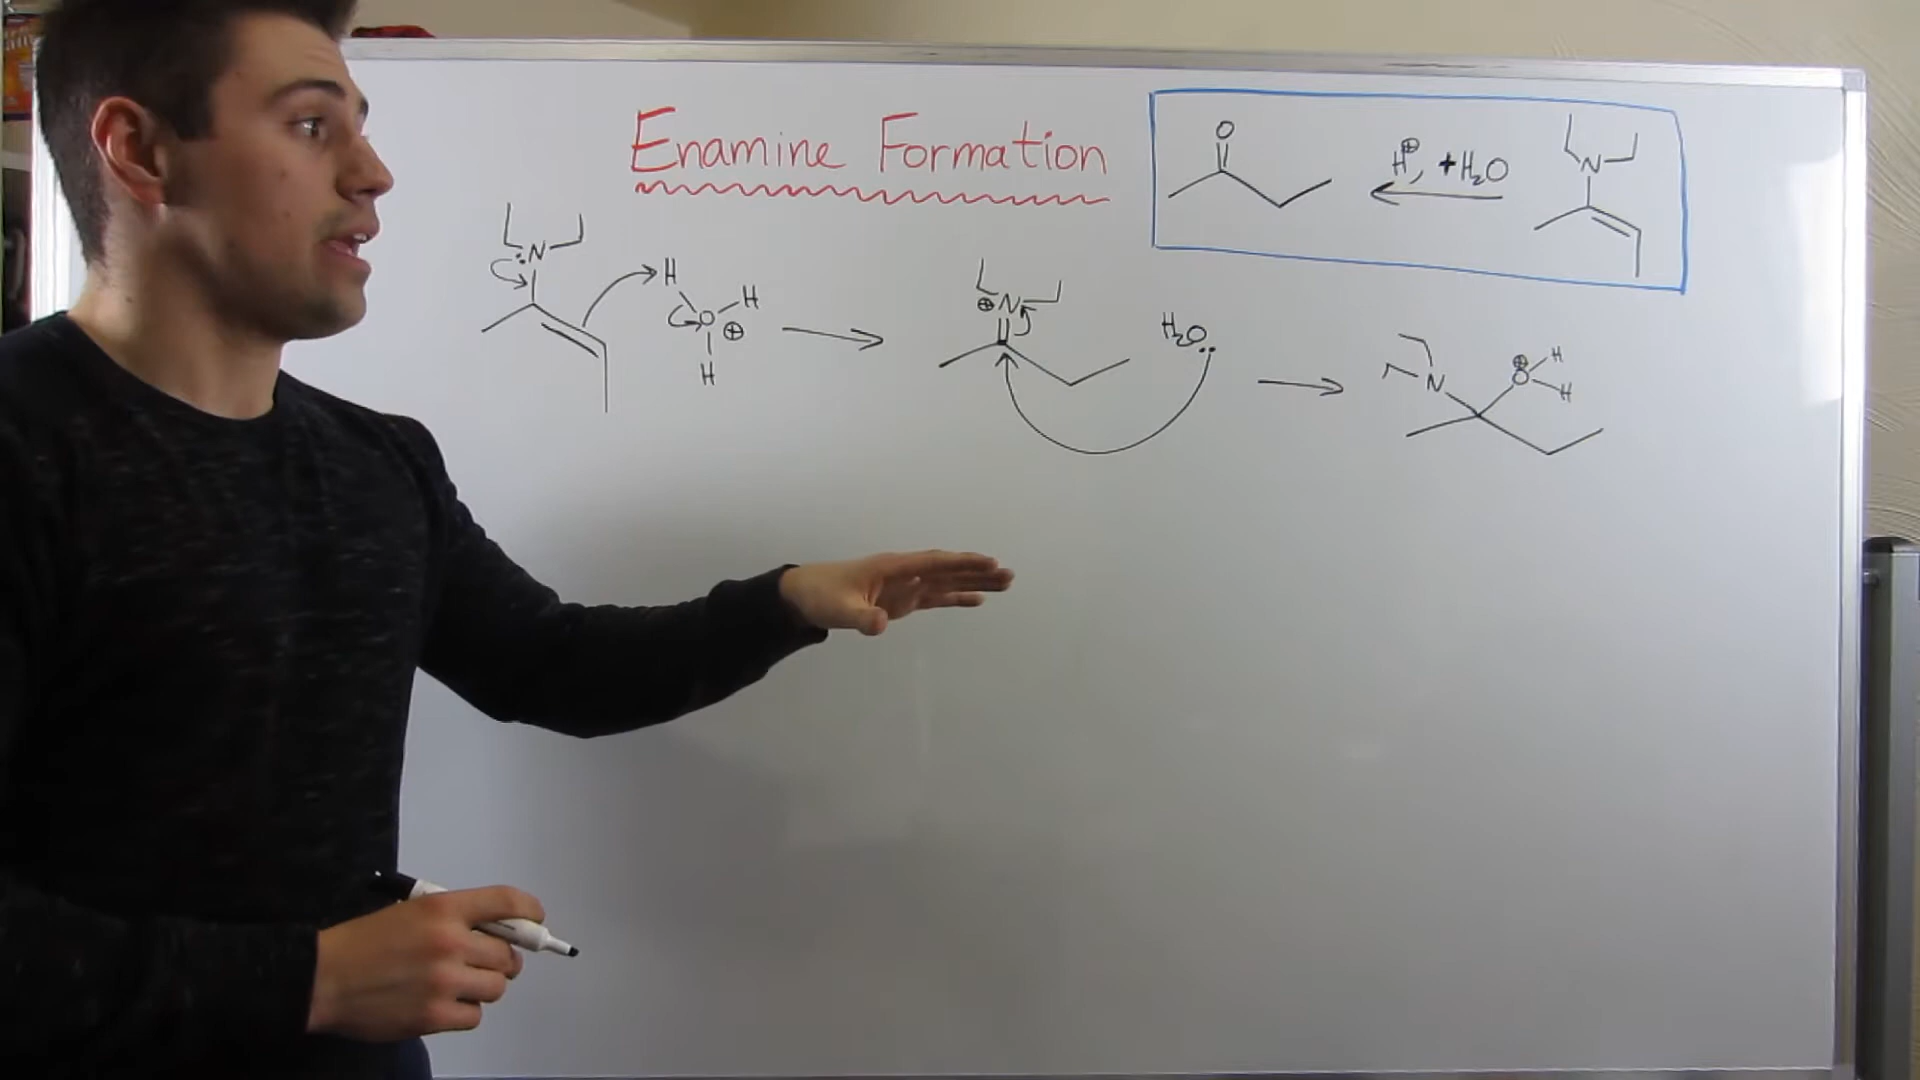 Enamine Formation
O
H⊕, +H₂O
N
N
H
H
O
⊕
H
⊕N
H₂O
N
⊕
O
H
H